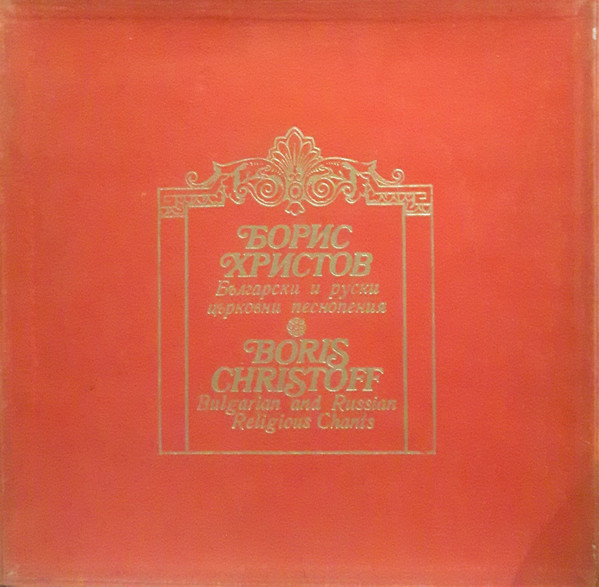 БОРИС
ХРИСТОВ
Български и руски
църковни песнопения
BORIS
CHRISTOFF
Bulgarian and Russian
Religious Chants